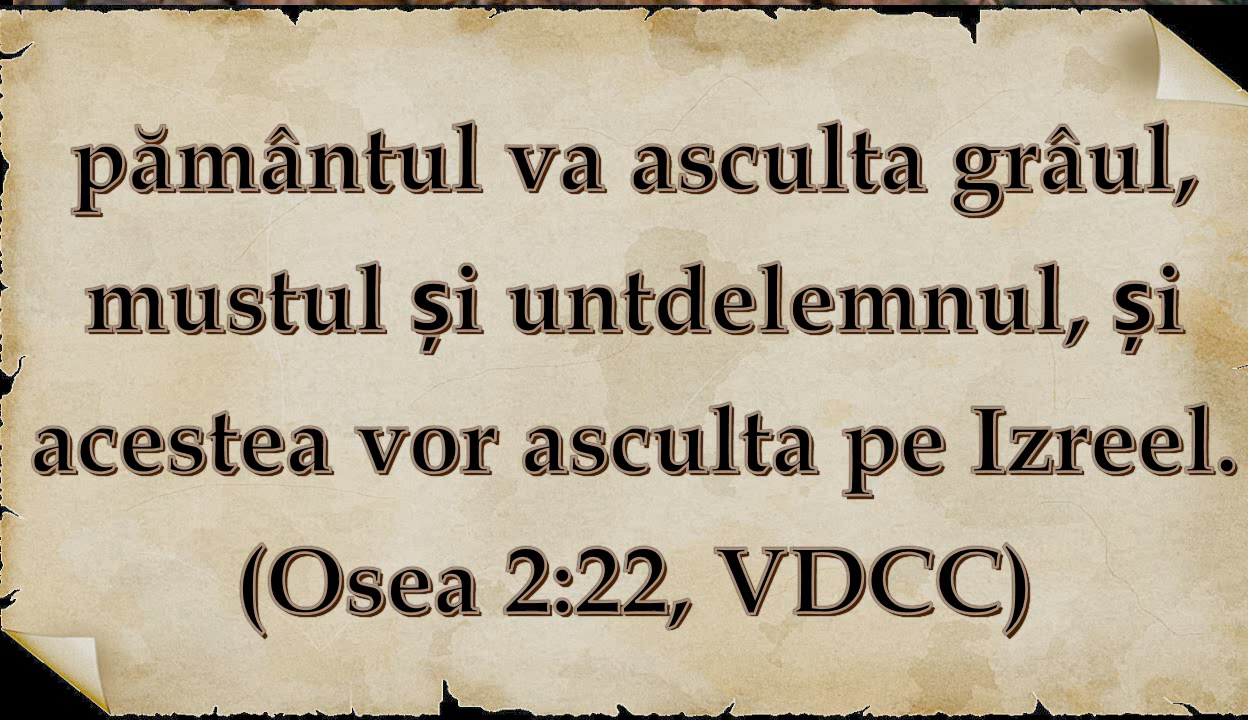 pământul va asculta grâul,
mustul și untdelemnul, și
acestea vor asculta pe Izreel.
(Osea 2:22, VDCC)